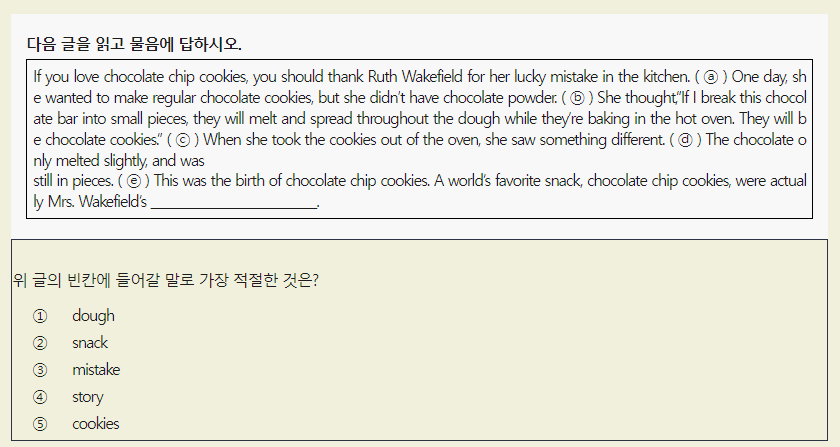 다음 글을 읽고 물음에 답하시오.
If you love chocolate chip cookies, you should thank Ruth Wakefield for her lucky mistake in the kitchen. ( ⓐ ) One day, sh
e wanted to make regular chocolate cookies, but she didn't have chocolate powder. ( ⓑ ) She thought,"If I break this chocol
ate bar into small pieces, they will melt and spread throughout the dough while they're baking in the hot oven. They will b
e chocolate cookies." ( ⓒ ) When she took the cookies out of the oven, she saw something different. ( ⓓ ) The chocolate o
nly melted slightly, and was
still in pieces. ( ⓔ ) This was the birth of chocolate chip cookies. A world's favorite snack, chocolate chip cookies, were actual
ly Mrs. Wakefield's ________________________.
위 글의 빈칸에 들어갈 말로 가장 적절한 것은?
① dough
② snack
③ mistake
④ story
⑤ cookies